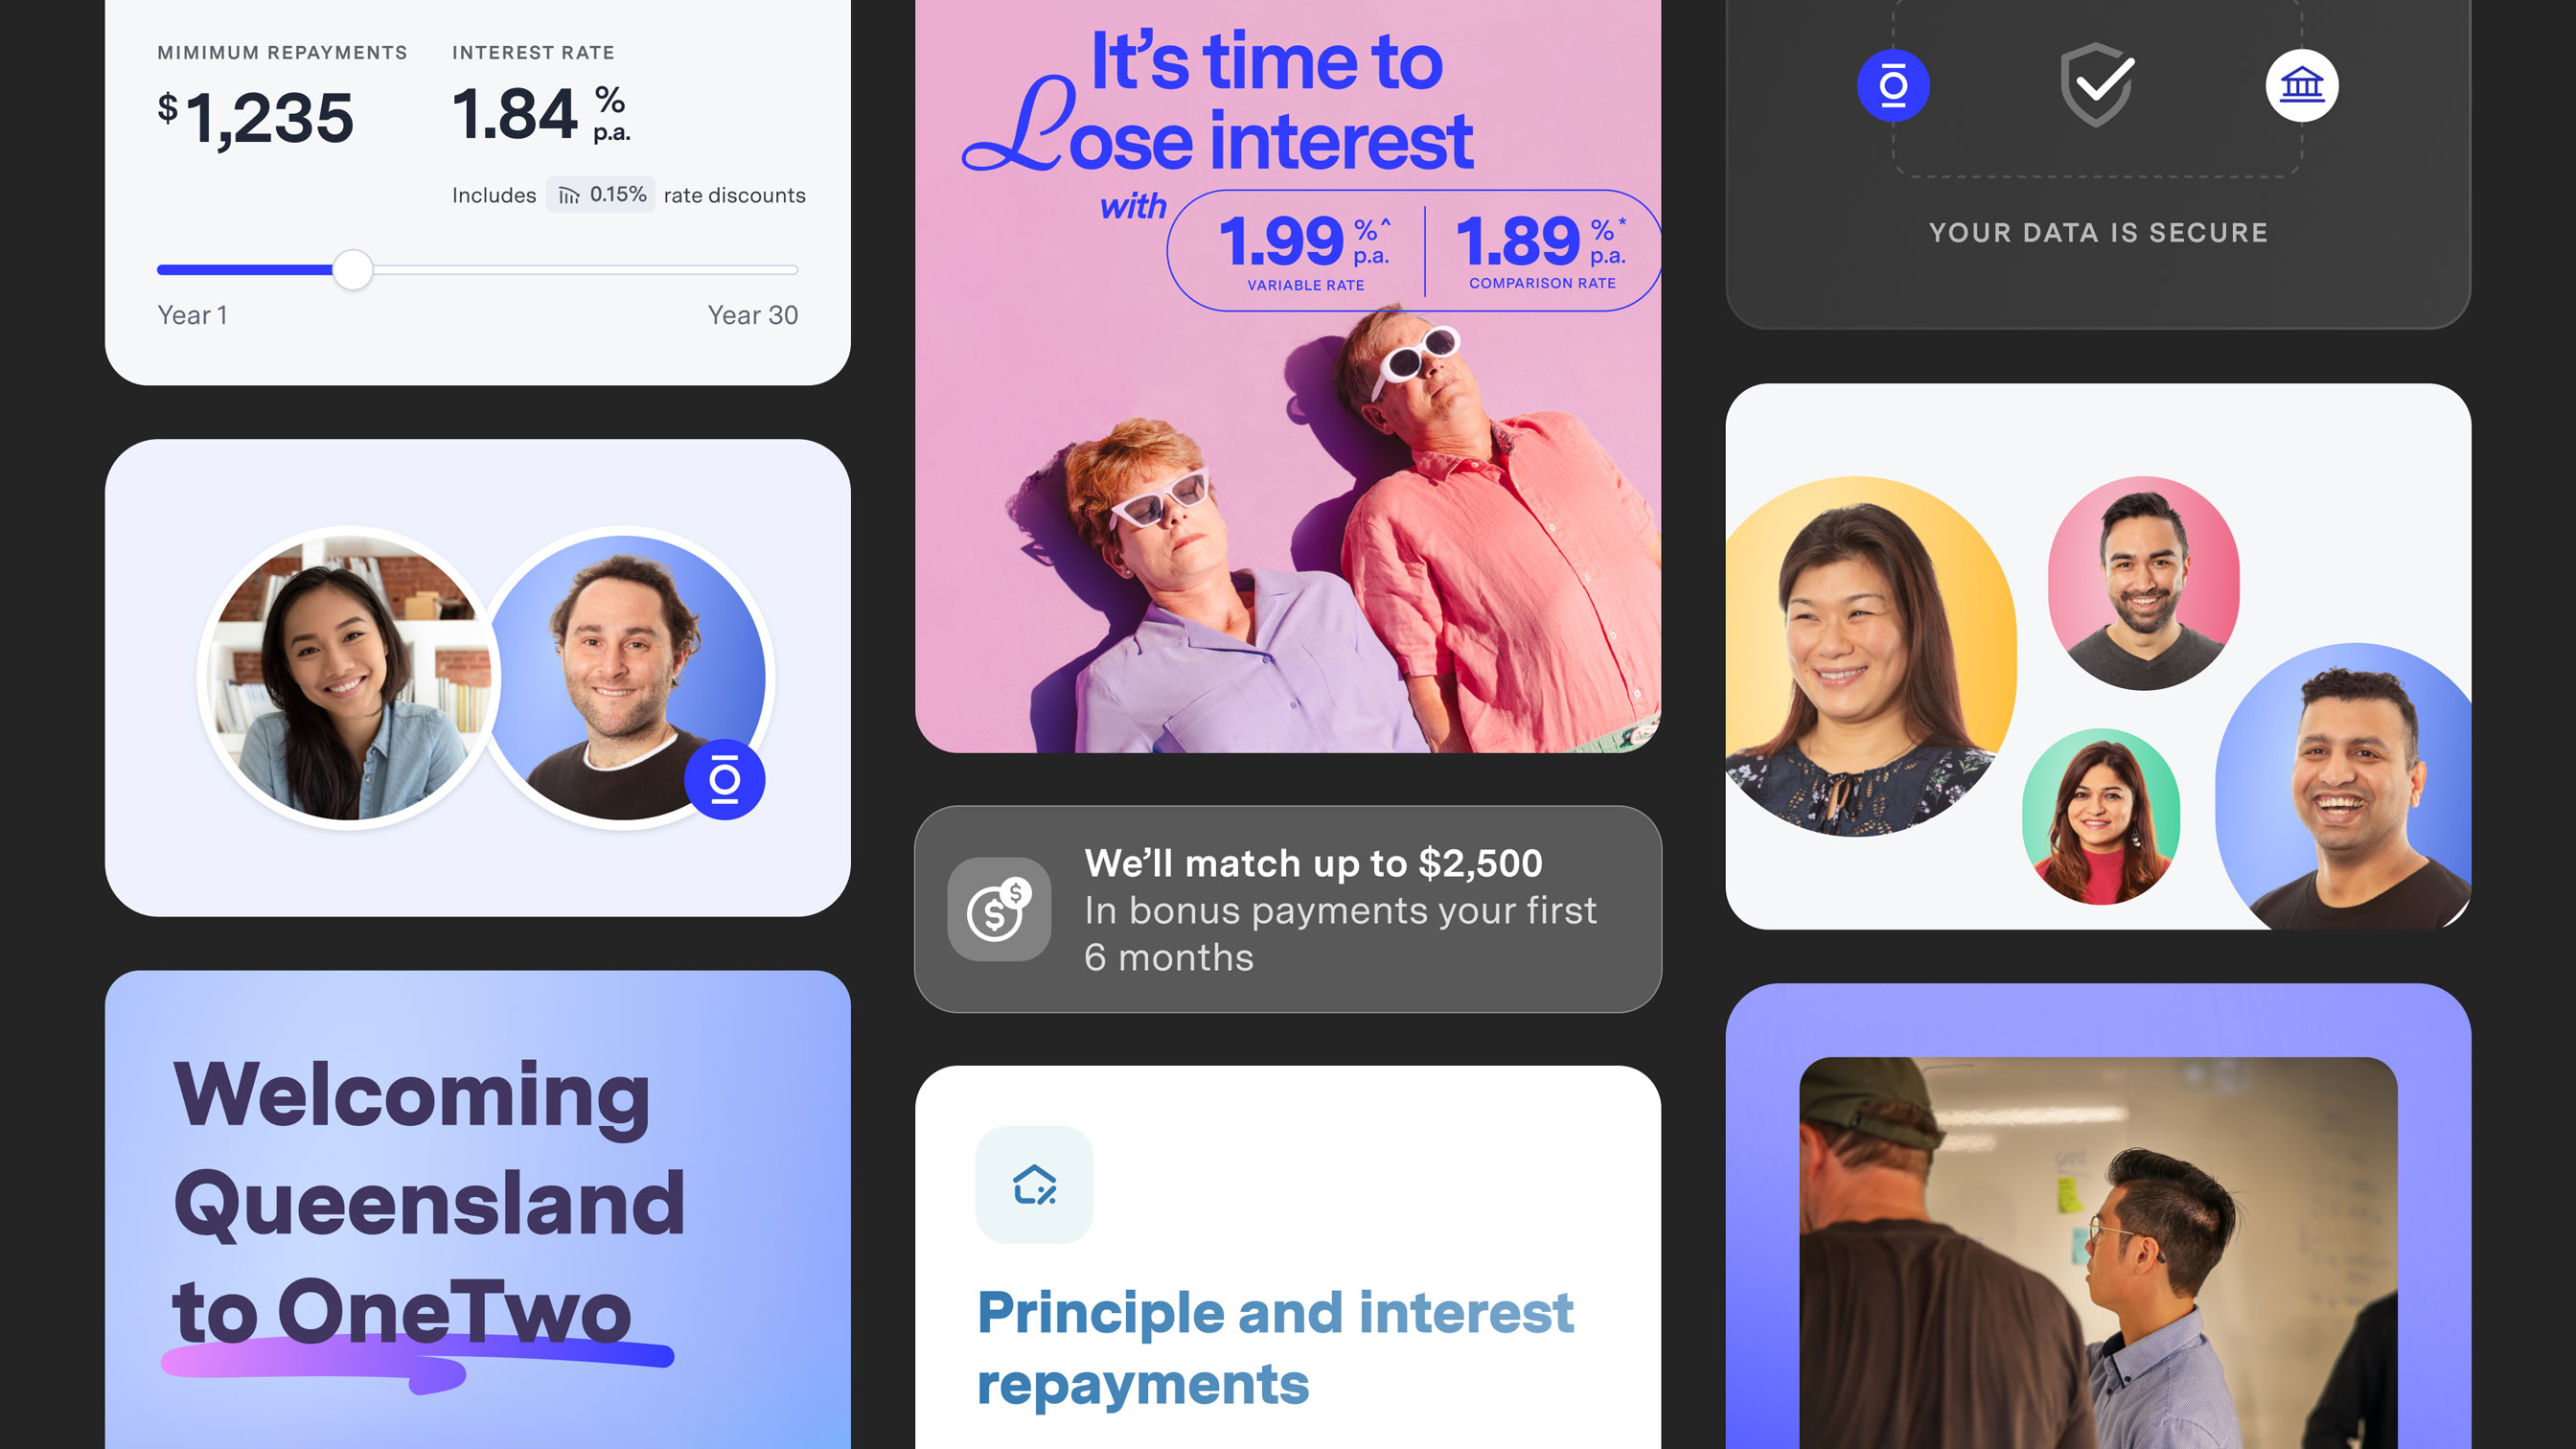 MIMIMUM REPAYMENTS
$1,235
INTEREST RATE
1.84 % p.a.
Includes 0.15% rate discounts
Year 1
Year 30
Welcoming
Queensland
to OneTwo
It’s time to
Lose interest
with
1.99 %^ p.a.
VARIABLE RATE
1.89 %* p.a.
COMPARISON RATE
We’ll match up to $2,500
In bonus payments your first
6 months
Principle and interest
repayments
YOUR DATA IS SECURE